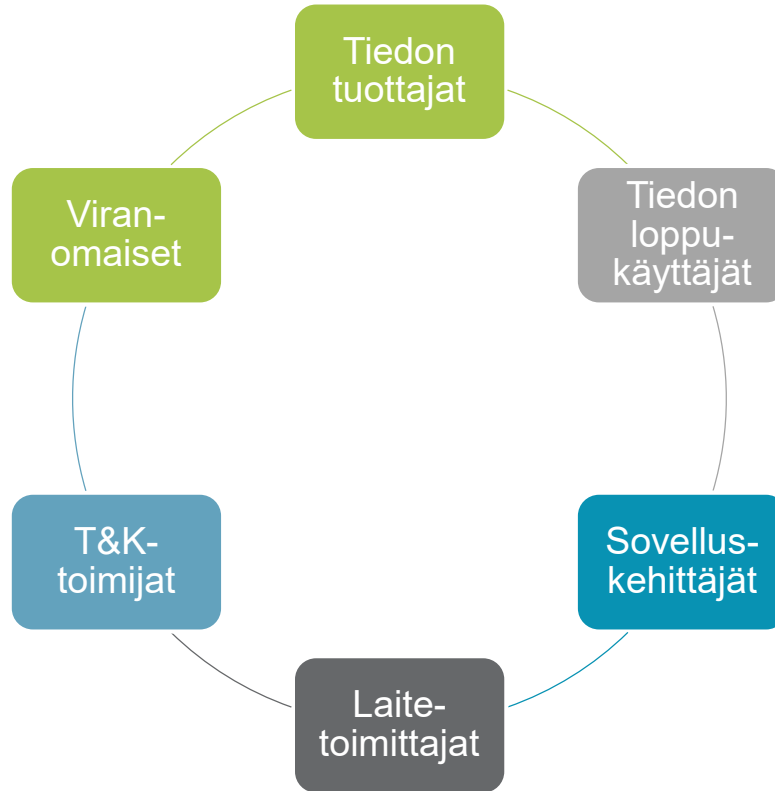 Tiedon
tuottajat
Tiedon
loppu-
käyttäjät
Sovellus-
kehittäjät
Laite-
toimittajat
T&K-
toimijat
Viran-
omaiset